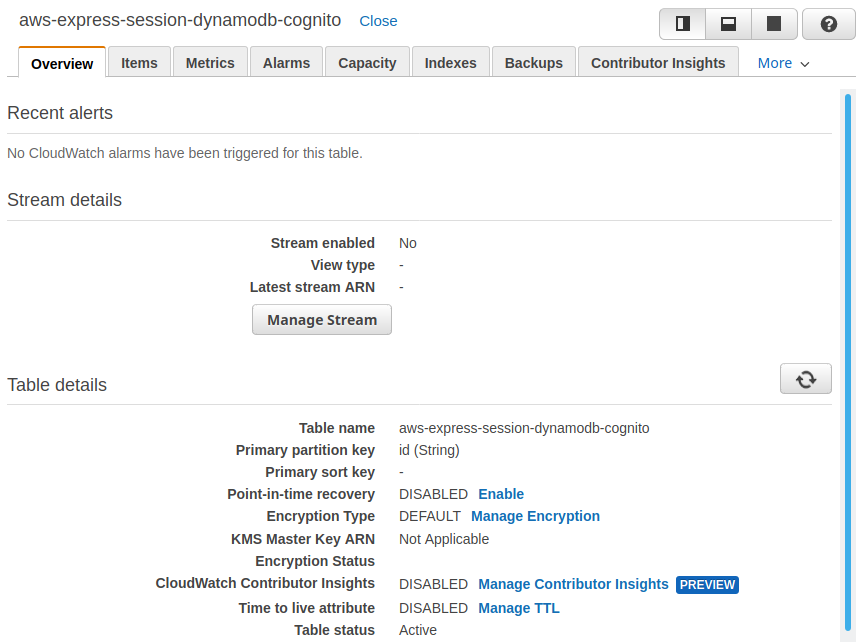 aws-express-session-dynamodb-cognito Close
Overview Items Metrics Alarms Capacity Indexes Backups Contributor Insights More
Recent alerts
No CloudWatch alarms have been triggered for this table.
Stream details
Stream enabled No
View type -
Latest stream ARN -
Manage Stream
Table details
Table name aws-express-session-dynamodb-cognito
Primary partition key id (String)
Primary sort key -
Point-in-time recovery DISABLED Enable
Encryption Type DEFAULT Manage Encryption
KMS Master Key ARN Not Applicable
Encryption Status
CloudWatch Contributor Insights DISABLED Manage Contributor Insights PREVIEW
Time to live attribute DISABLED Manage TTL
Table status Active